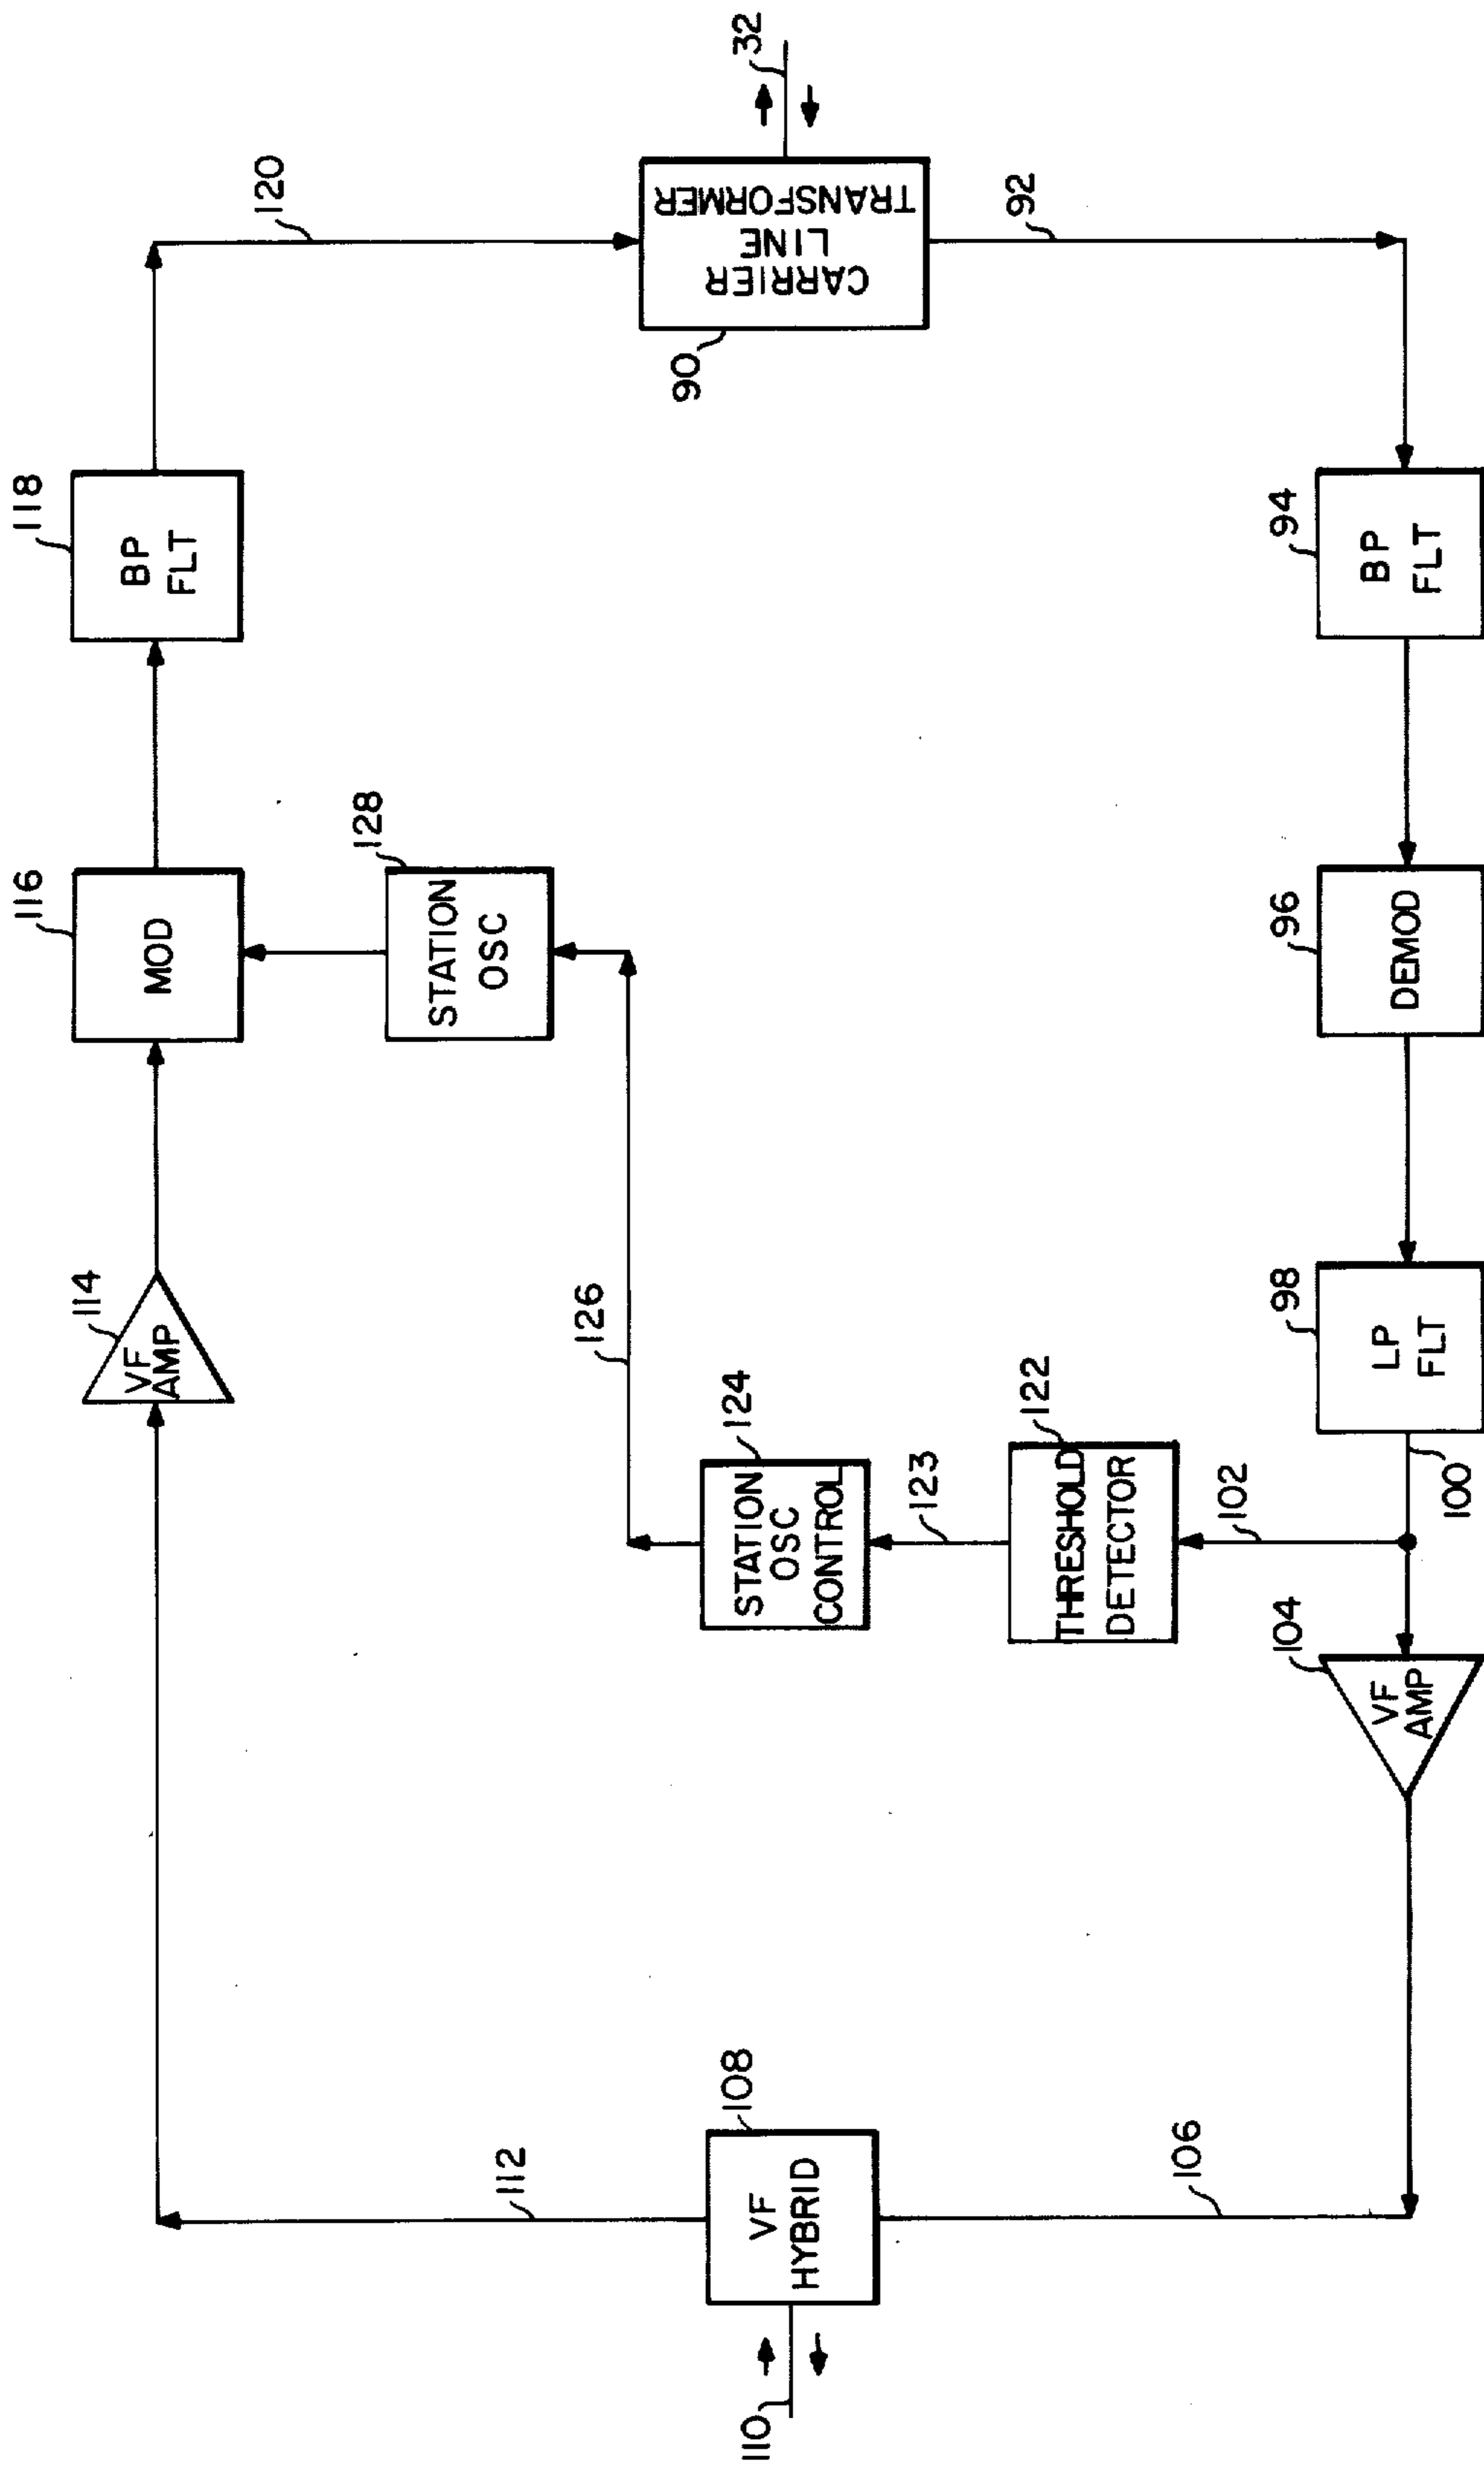 118
BP
FLT
120
116
MOD
114
VF
AMP
128
STATION
OSC
126
32
CARRIER
LINE
TRANSFORMER
90
92
124
STATION
OSC
CONTROL
123
122
THRESHOLD
DETECTOR
102
112
108
VF
HYBRID
110
106
94
BP
FLT
96
DEMOD
98
LP
FLT
100
104
VF
AMP